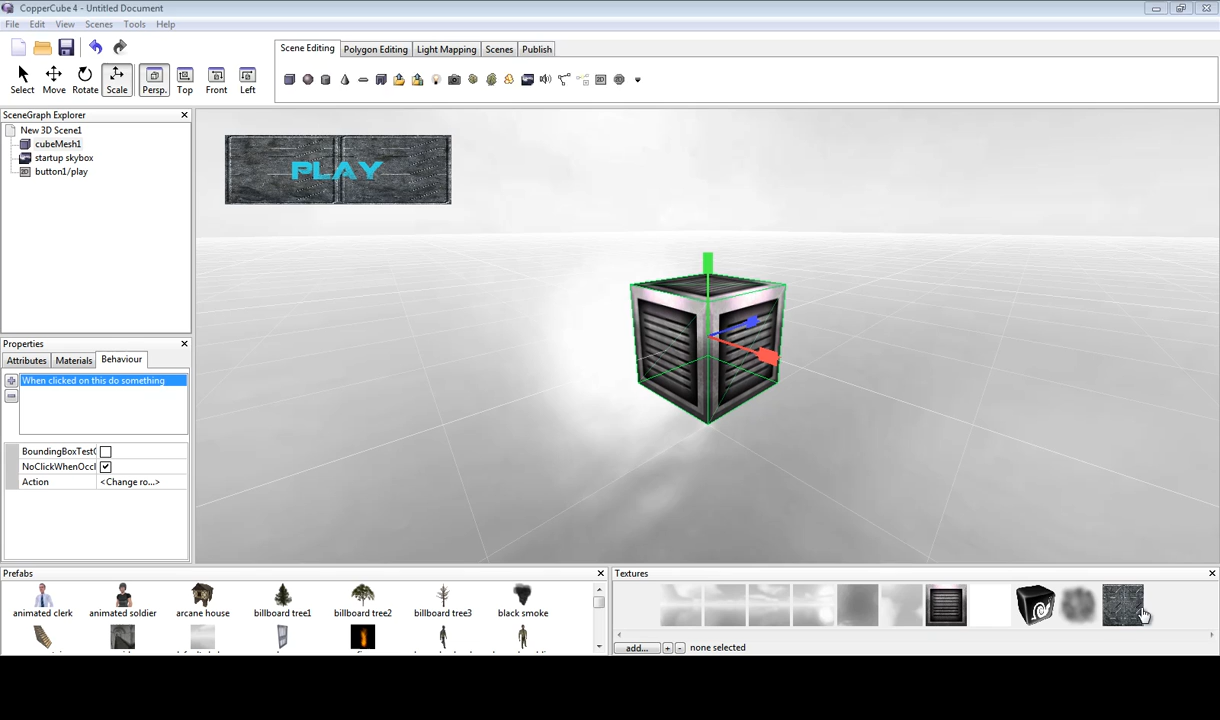 CopperCube 4 - Untitled Document
File Edit View Scenes Tools Help
Scene Editing Polygon Editing Light Mapping Scenes Publish
Select Move Rotate Scale Persp. Top Front Left
SceneGraph Explorer
New 3D Scene1
cubeMesh1
startup skybox
button1/play
PLAY
Properties
Attributes Materials Behaviour
When clicked on this do something
BoundingBoxTest
NoClickWhenOccl
Action <Change ro...>
Prefabs
animated clerk animated soldier arcane house billboard tree1 billboard tree2 billboard tree3 black smoke
Textures
add... + - none selected